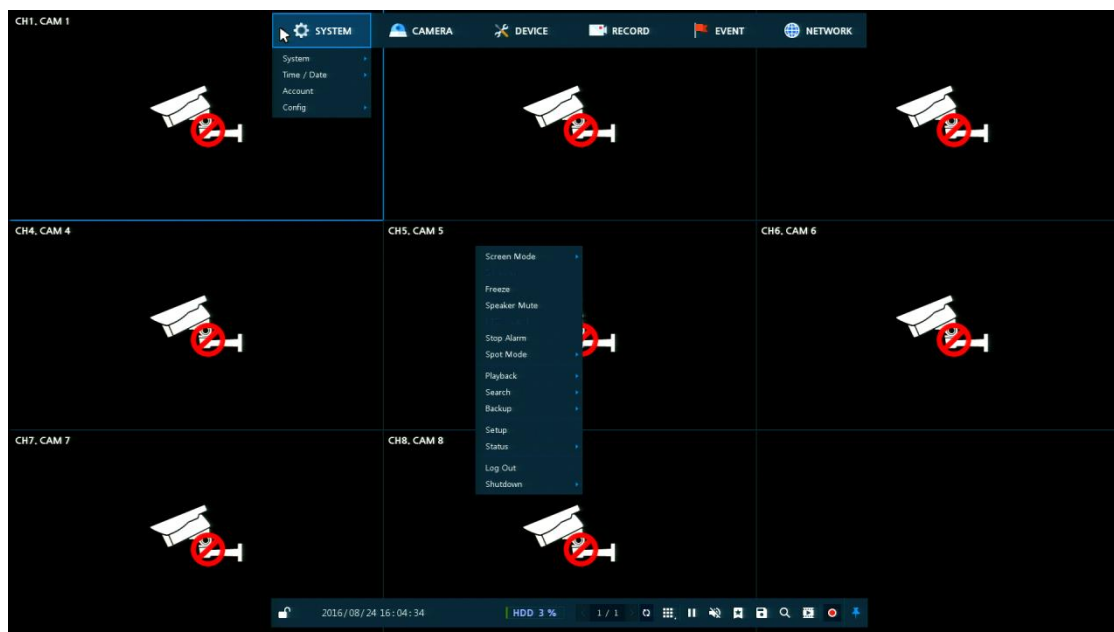 CH1, CAM 1
SYSTEM CAMERA DEVICE RECORD EVENT NETWORK
System
Time / Date
Account
Config
CH4, CAM 4
CH5, CAM 5
CH6, CAM 6
Screen Mode
Freeze
Speaker Mute
Stop Alarm
Spot Mode
Playback
Search
Backup
Setup
Status
Log Out
Shutdown
CH7, CAM 7
CH8, CAM 8
2016/08/24 16:04:34 HDD 3 % 1 / 1